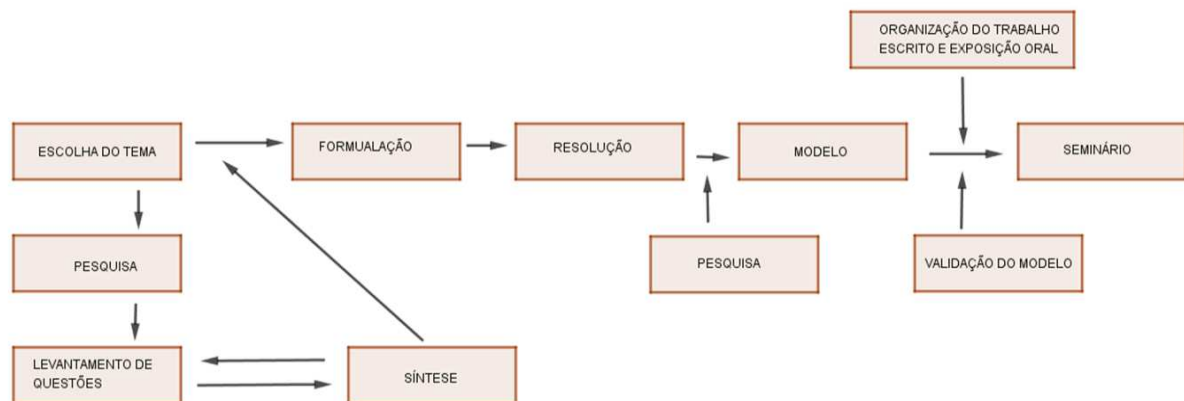 ORGANIZAÇÃO DO TRABALHO
ESCRITO E EXPOSIÇÃO ORAL
ESCOLHA DO TEMA
FORMUALAÇÃO
RESOLUÇÃO
MODELO
SEMINÁRIO
PESQUISA
PESQUISA
VALIDAÇÃO DO MODELO
LEVANTAMENTO DE
QUESTÕES
SÍNTESE